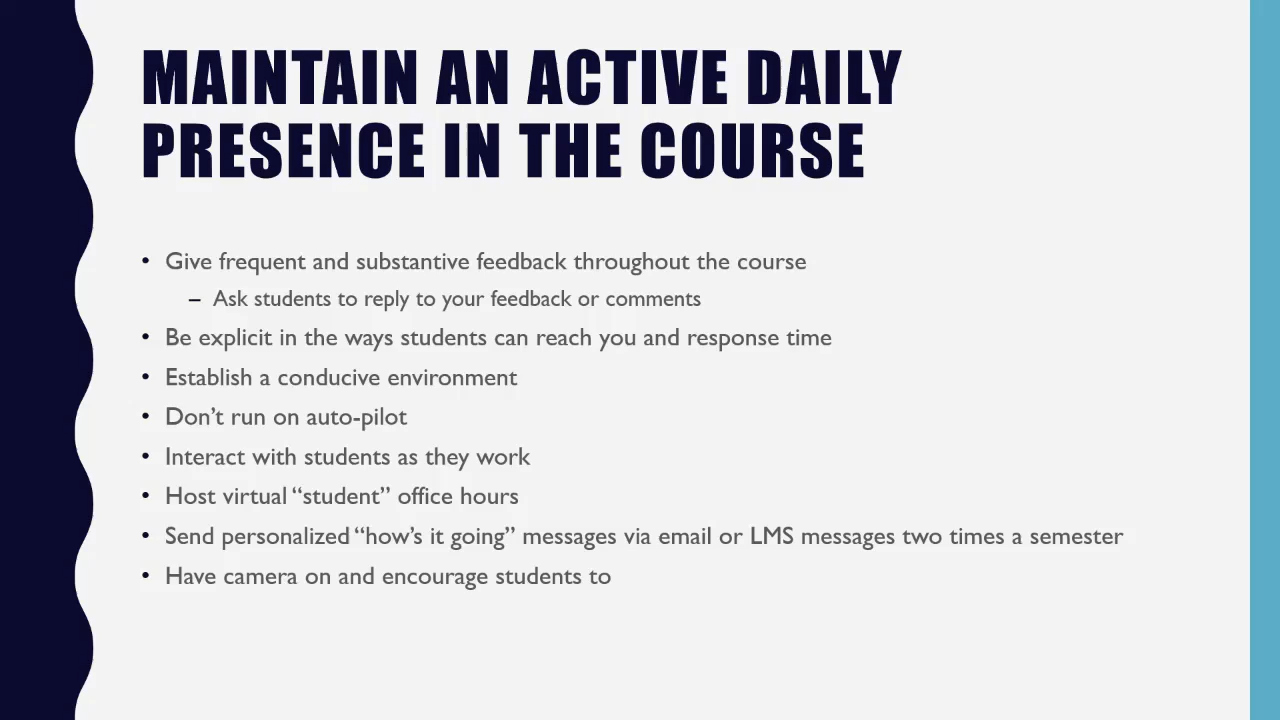 MAINTAIN AN ACTIVE DAILY
PRESENCE IN THE COURSE
• Give frequent and substantive feedback throughout the course
– Ask students to reply to your feedback or comments
• Be explicit in the ways students can reach you and response time
• Establish a conducive environment
• Don’t run on auto-pilot
• Interact with students as they work
• Host virtual “student” office hours
• Send personalized “how’s it going” messages via email or LMS messages two times a semester
• Have camera on and encourage students to